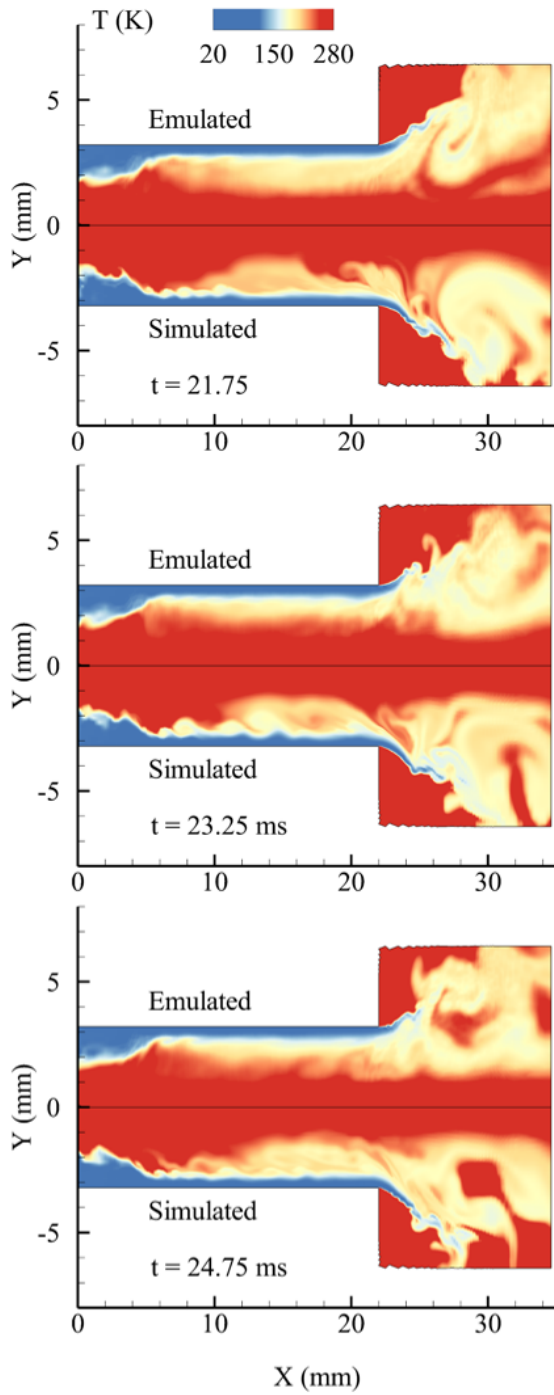 T (K)
20 150 280
5
Emulated
Y (mm)
0
Simulated
-5
t = 21.75
0 10 20 30
5
Emulated
Y (mm)
0
Simulated
-5
t = 23.25 ms
0 10 20 30
5
Emulated
Y (mm)
0
Simulated
-5
t = 24.75 ms
0 10 20 30
X (mm)